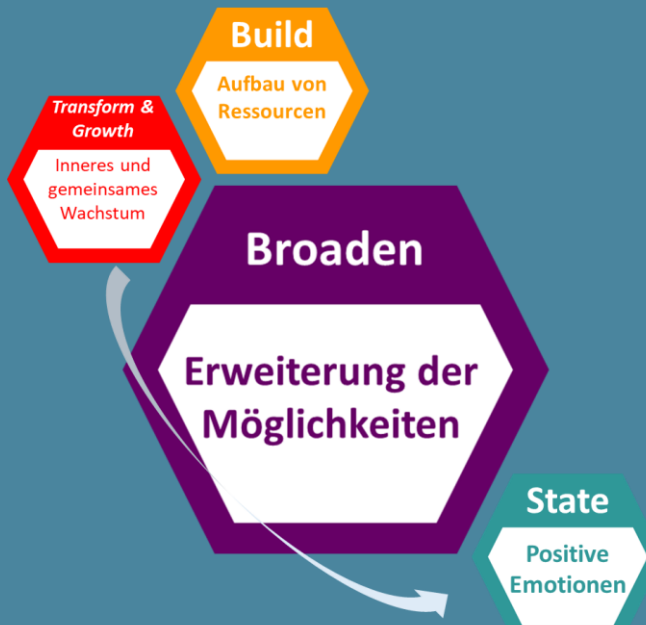 Build
Aufbau von
Ressourcen
Transform &
Growth
Inneres und
gemeinsames
Wachstum
Broaden
Erweiterung der
Möglichkeiten
State
Positive
Emotionen